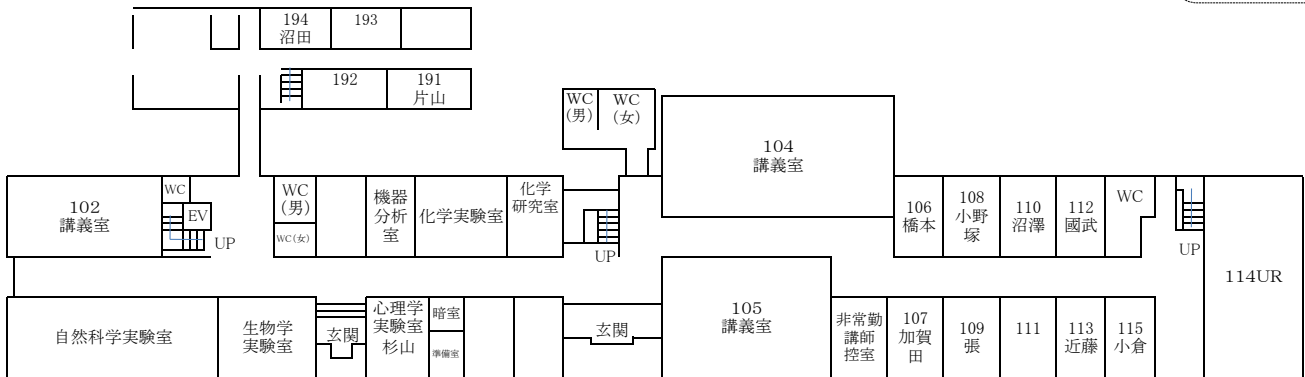 194
沼田
193
192
191
片山
WC
(男)
WC
(女)
104
講義室
102
講義室
WC
EV
UP
WC
(男)
WC(女)
機器
分析
室
化学実験室
化学
研究室
UP
106
橋本
108
小野
塚
110
沼澤
112
國武
WC
UP
114UR
自然科学実験室
生物学
実験室
玄関
心理学
実験室
杉山
暗室
準備室
玄関
105
講義室
非常勤
講師
控室
107
加賀
田
109
張
111
113
近藤
115
小倉